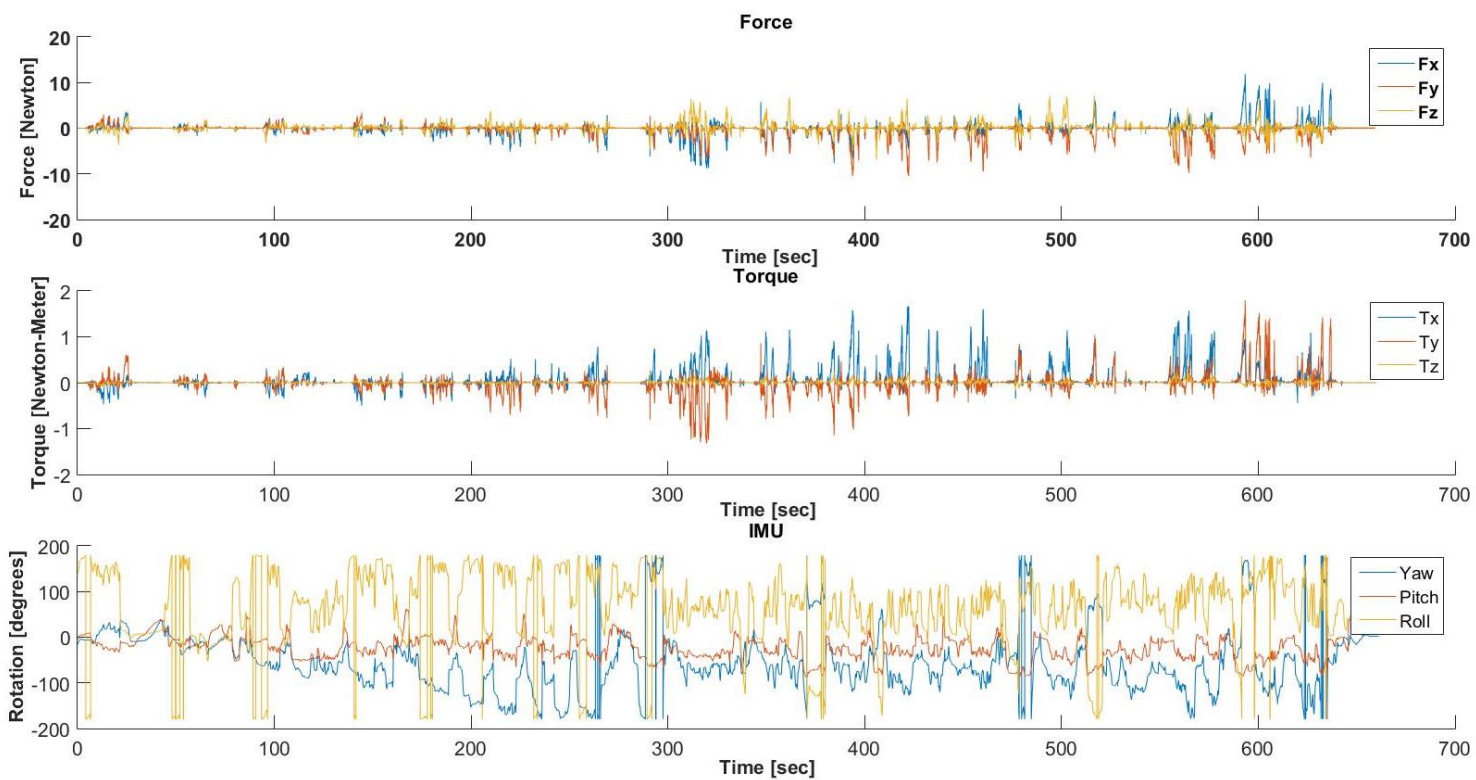 Force
Force [Newton]
20
10
0
-10
-20
Fx
Fy
Fz
0 100 200 300 400 500 600 700
Time [sec]
Torque
Torque [Newton-Meter]
2
1
0
-1
-2
Tx
Ty
Tz
0 100 200 300 400 500 600 700
Time [sec]
IMU
Rotation [degrees]
200
100
0
-100
-200
Yaw
Pitch
Roll
0 100 200 300 400 500 600 700
Time [sec]